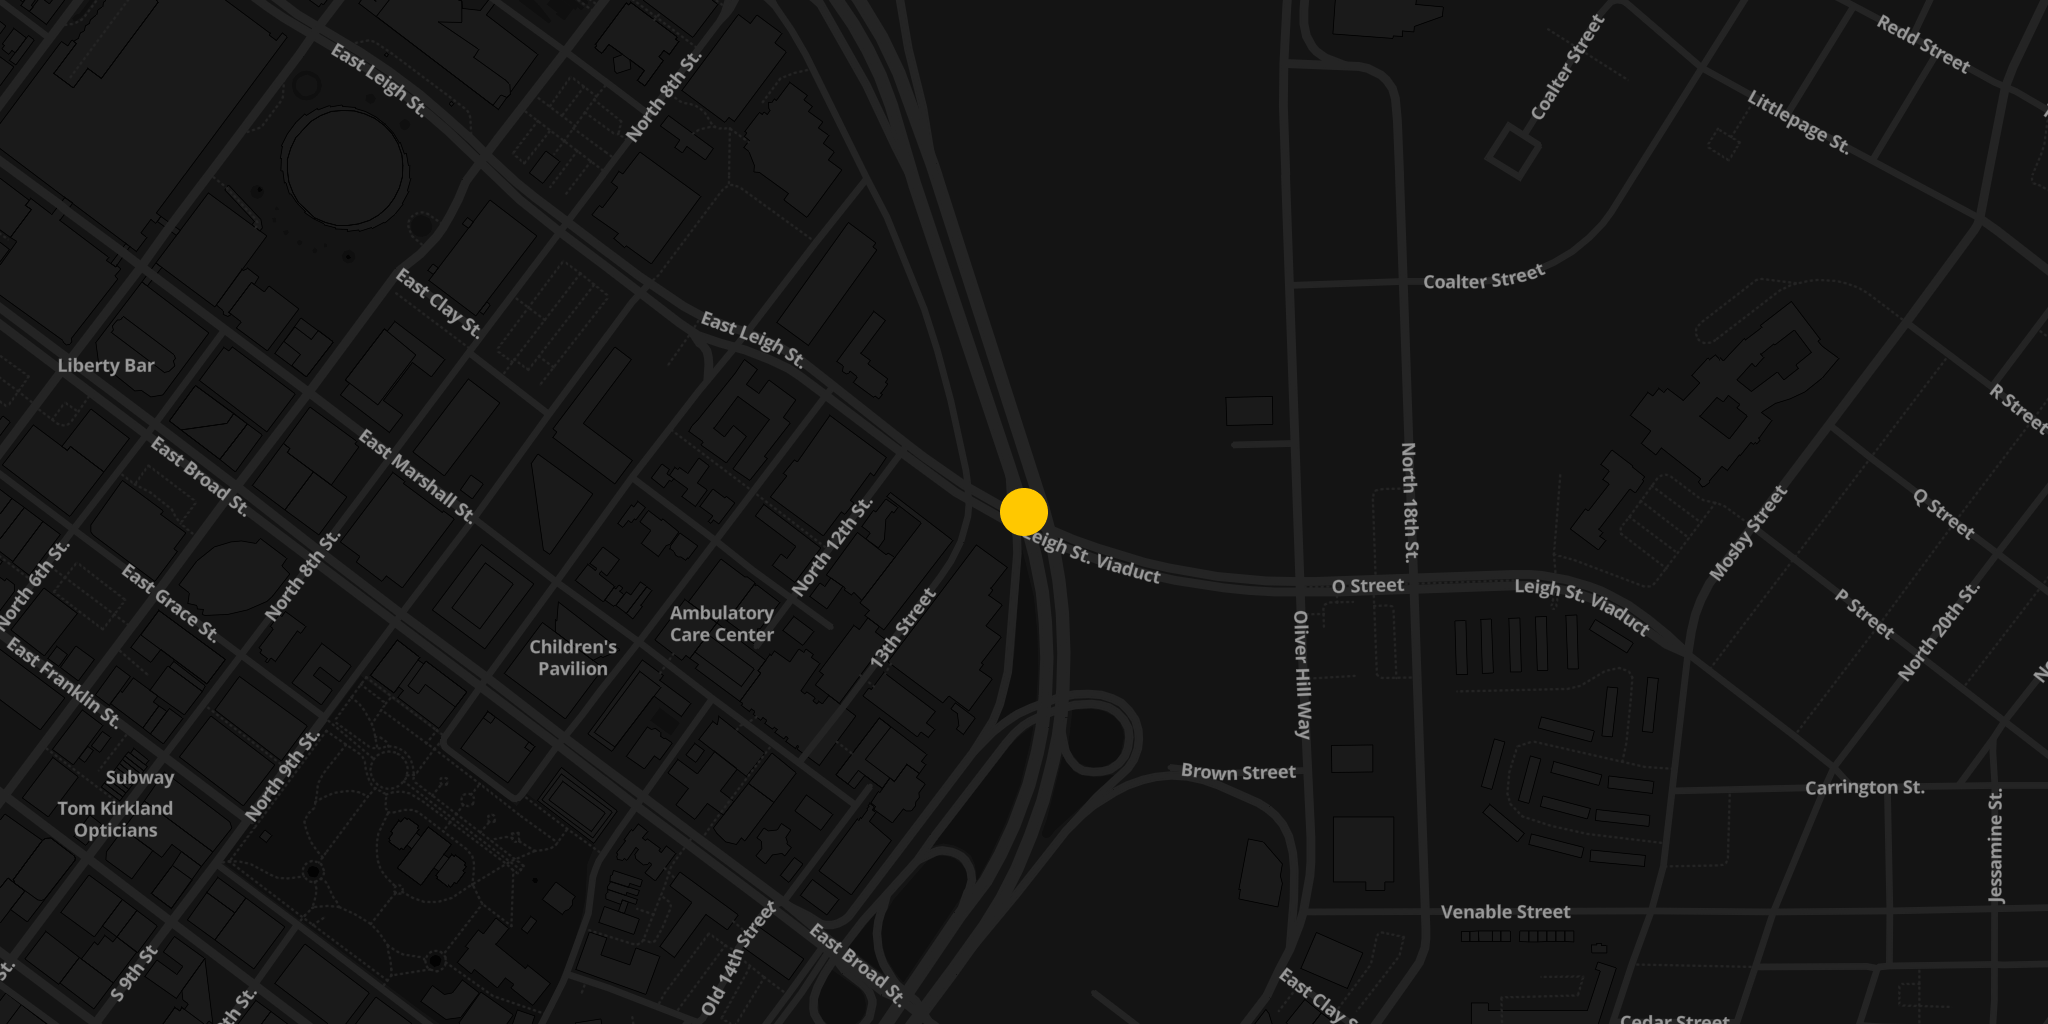 Redd Street
Coalter Street
East Leigh St.
North 8th St.
Littlepage St.
Coalter Street
East Clay St.
East Leigh St.
Liberty Bar
R Street
East Marshall St.
East Broad St.
North 18th St.
Q Street
Mosby Street
North 12th St.
Leigh St. Viaduct
North 6th St.
North 8th St.
East Grace St.
O Street
Leigh St. Viaduct
P Street
North 20th St.
Ambulatory
Care Center
13th Street
Children's
Pavilion
Oliver Hill Way
East Franklin St.
North 9th St.
Subway
Brown Street
Tom Kirkland
Opticians
Carrington St.
Jessamine St.
Venable Street
Old 14th Street
East Broad St.
S 9th St
St.
th St.
East Clay S
Cedar Street